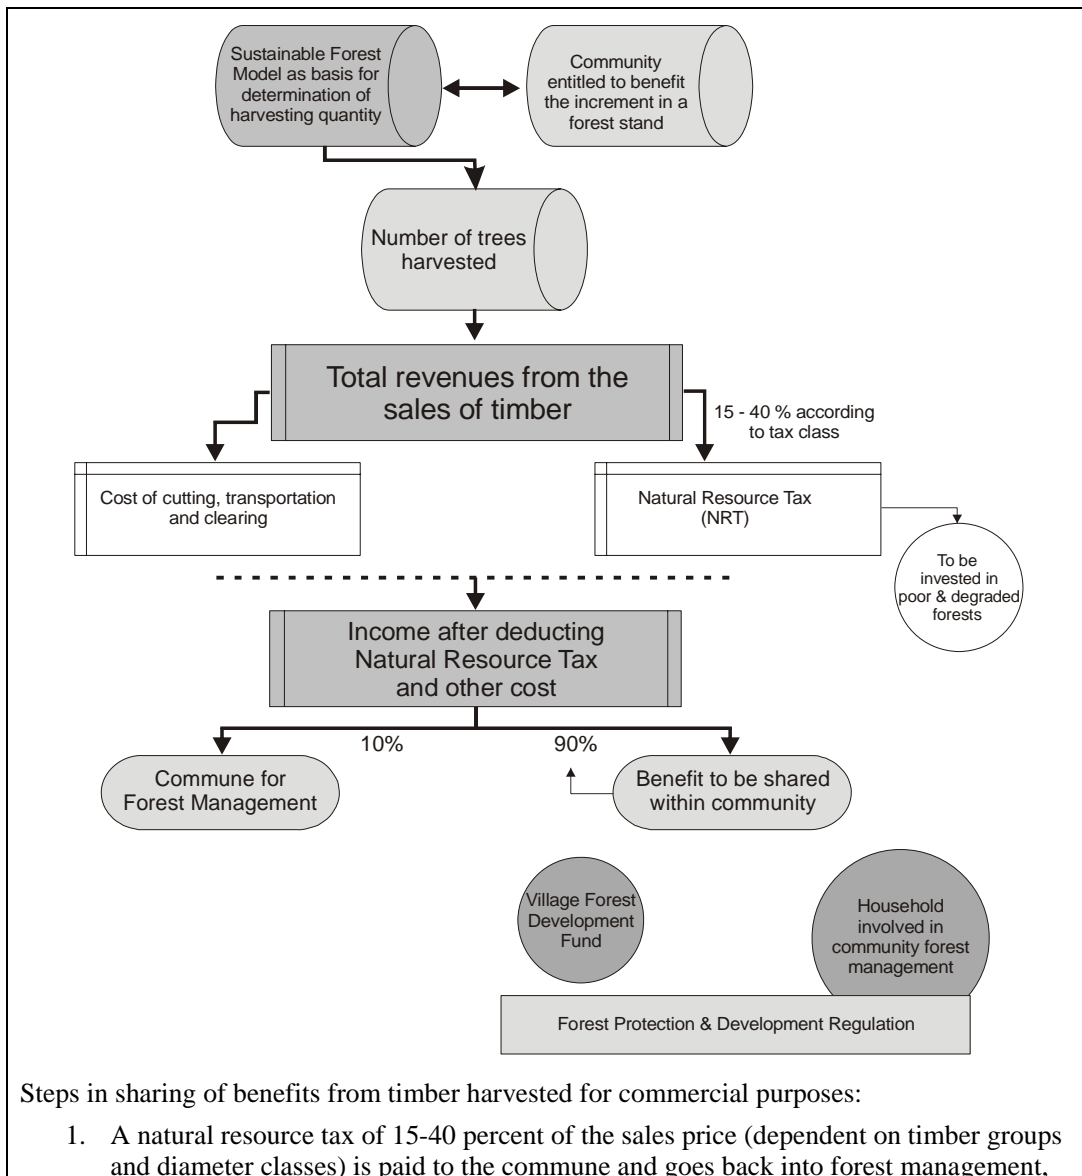 Sustainable Forest
Model as basis for
determination of
harvesting quantity
Community
entitled to benefit
the increment in a
forest stand
Number of trees
harvested
Total revenues from the
sales of timber
15 - 40 % according
to tax class
Cost of cutting, transportation
and clearing
Natural Resource Tax
(NRT)
To be
invested in
poor & degraded
forests
Income after deducting
Natural Resource Tax
and other cost
10%
90%
Commune for
Forest Management
Benefit to be shared
within community
Village Forest
Development
Fund
Household
involved in
community forest
management
Forest Protection & Development Regulation
Steps in sharing of benefits from timber harvested for commercial purposes:
1. A natural resource tax of 15-40 percent of the sales price (dependent on timber groups
and diameter classes) is paid to the commune and goes back into forest management,